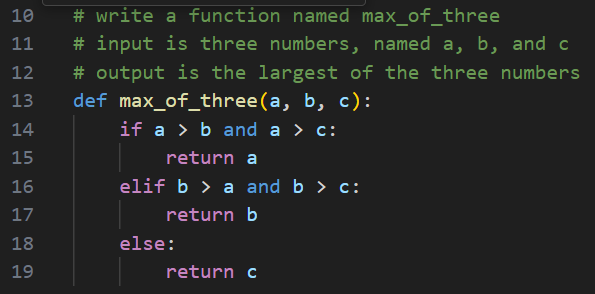 10 # write a function named max_of_three
11 # input is three numbers, named a, b, and c
12 # output is the largest of the three numbers
13 def max_of_three(a, b, c):
14     if a > b and a > c:
15         return a
16     elif b > a and b > c:
17         return b
18     else:
19         return c